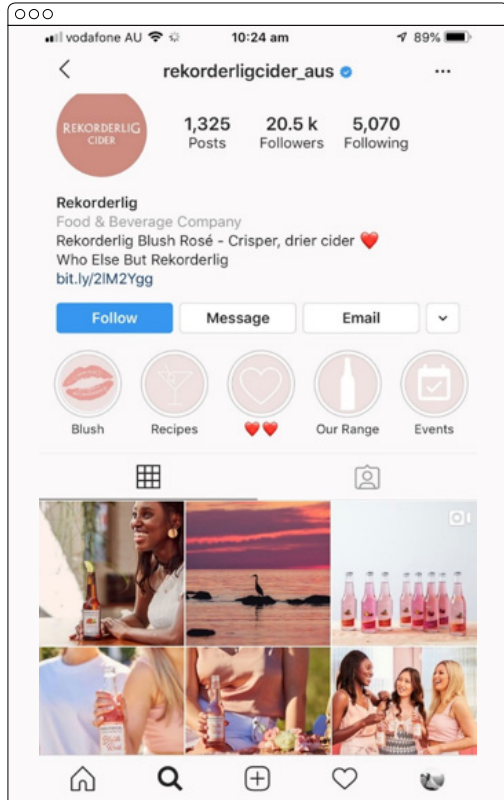 vodafone AU 10:24 am 89%
rekorderligcider_aus
REKORDERLIG
CIDER
1,325 20.5 k 5,070
Posts Followers Following
Rekorderlig
Food & Beverage Company
Rekorderlig Blush Rosé - Crisper, drier cider ❤️
Who Else But Rekorderlig
bit.ly/2lM2Ygg
Follow Message Email
Blush Recipes ❤️❤️ Our Range Events